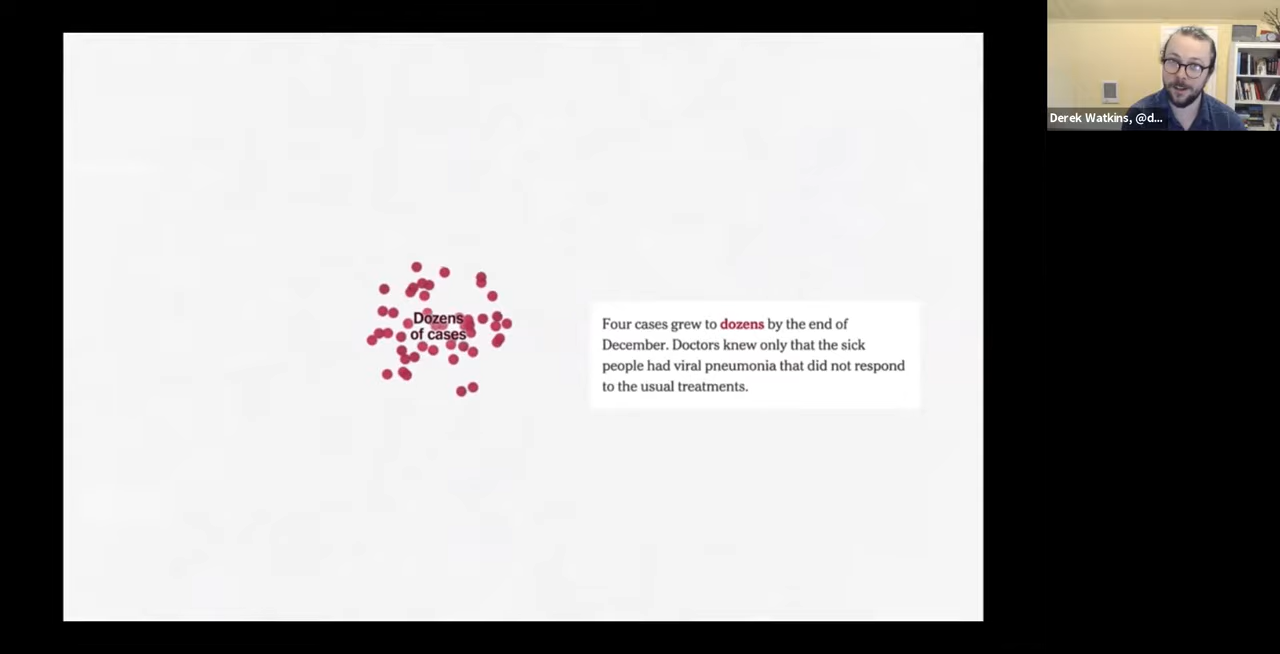 Derek Watkins, @d...
Dozens
of cases
Four cases grew to dozens by the end of
December. Doctors knew only that the sick
people had viral pneumonia that did not respond
to the usual treatments.